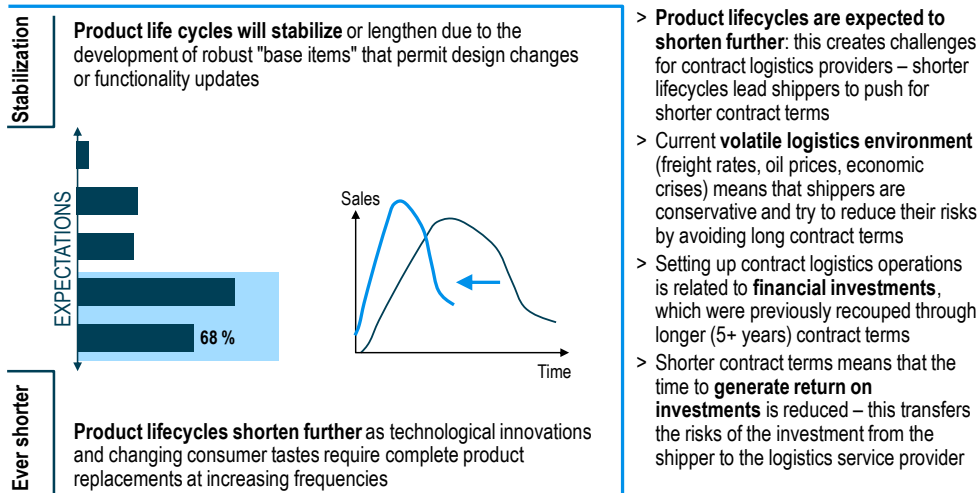 Stabilization
Product life cycles will stabilize or lengthen due to the
development of robust "base items" that permit design changes
or functionality updates
EXPECTATIONS
68 %
Sales
Time
Ever shorter
Product lifecycles shorten further as technological innovations
and changing consumer tastes require complete product
replacements at increasing frequencies
> Product lifecycles are expected to
shorten further: this creates challenges
for contract logistics providers – shorter
lifecycles lead shippers to push for
shorter contract terms
> Current volatile logistics environment
(freight rates, oil prices, economic
crises) means that shippers are
conservative and try to reduce their risks
by avoiding long contract terms
> Setting up contract logistics operations
is related to financial investments,
which were previously recouped through
longer (5+ years) contract terms
> Shorter contract terms means that the
time to generate return on
investments is reduced – this transfers
the risks of the investment from the
shipper to the logistics service provider